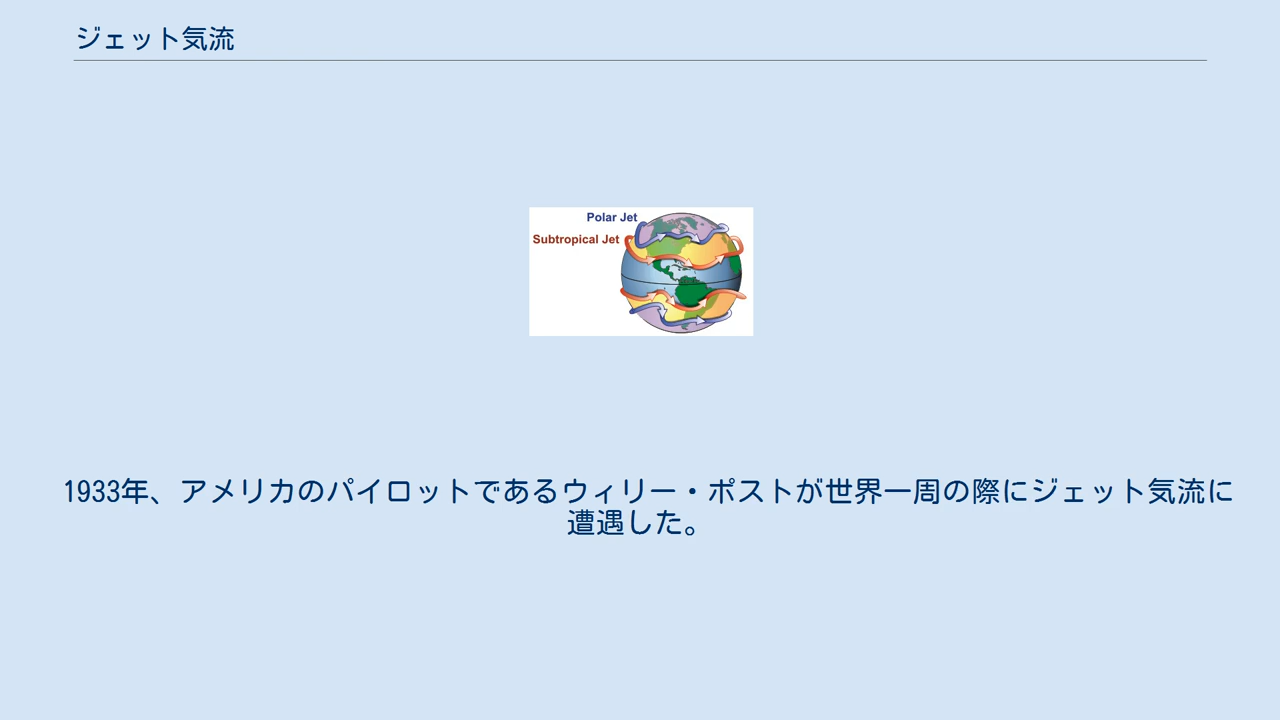 ジェット気流
Polar Jet
Subtropical Jet
1933年、アメリカのパイロットであるウィリー・ポストが世界一周の際にジェット気流に
遭遇した。